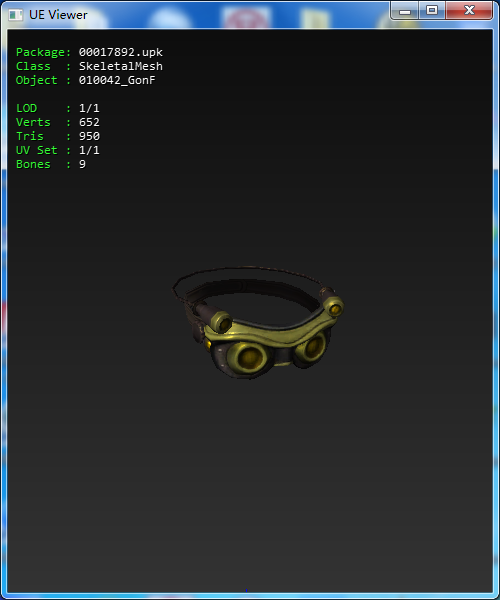 UE Viewer
Package: 00017892.upk
Class : SkeletalMesh
Object : 010042_GonF
LOD : 1/1
Verts : 652
Tris : 950
UV Set : 1/1
Bones : 9